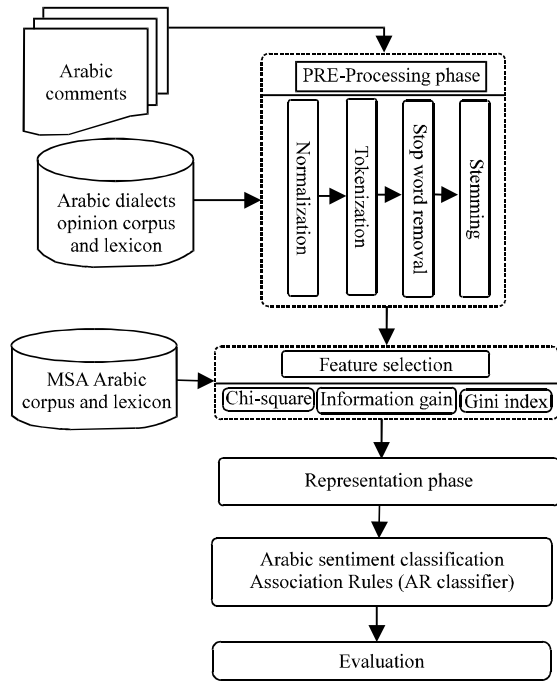 Arabic
comments
PRE-Processing phase
Normalization
Tokenization
Stop word removal
Stemming
Arabic dialects
opinion corpus
and lexicon
MSA Arabic
corpus and lexicon
Feature selection
Chi-square
Information gain
Gini index
Representation phase
Arabic sentiment classification
Association Rules (AR classifier)
Evaluation